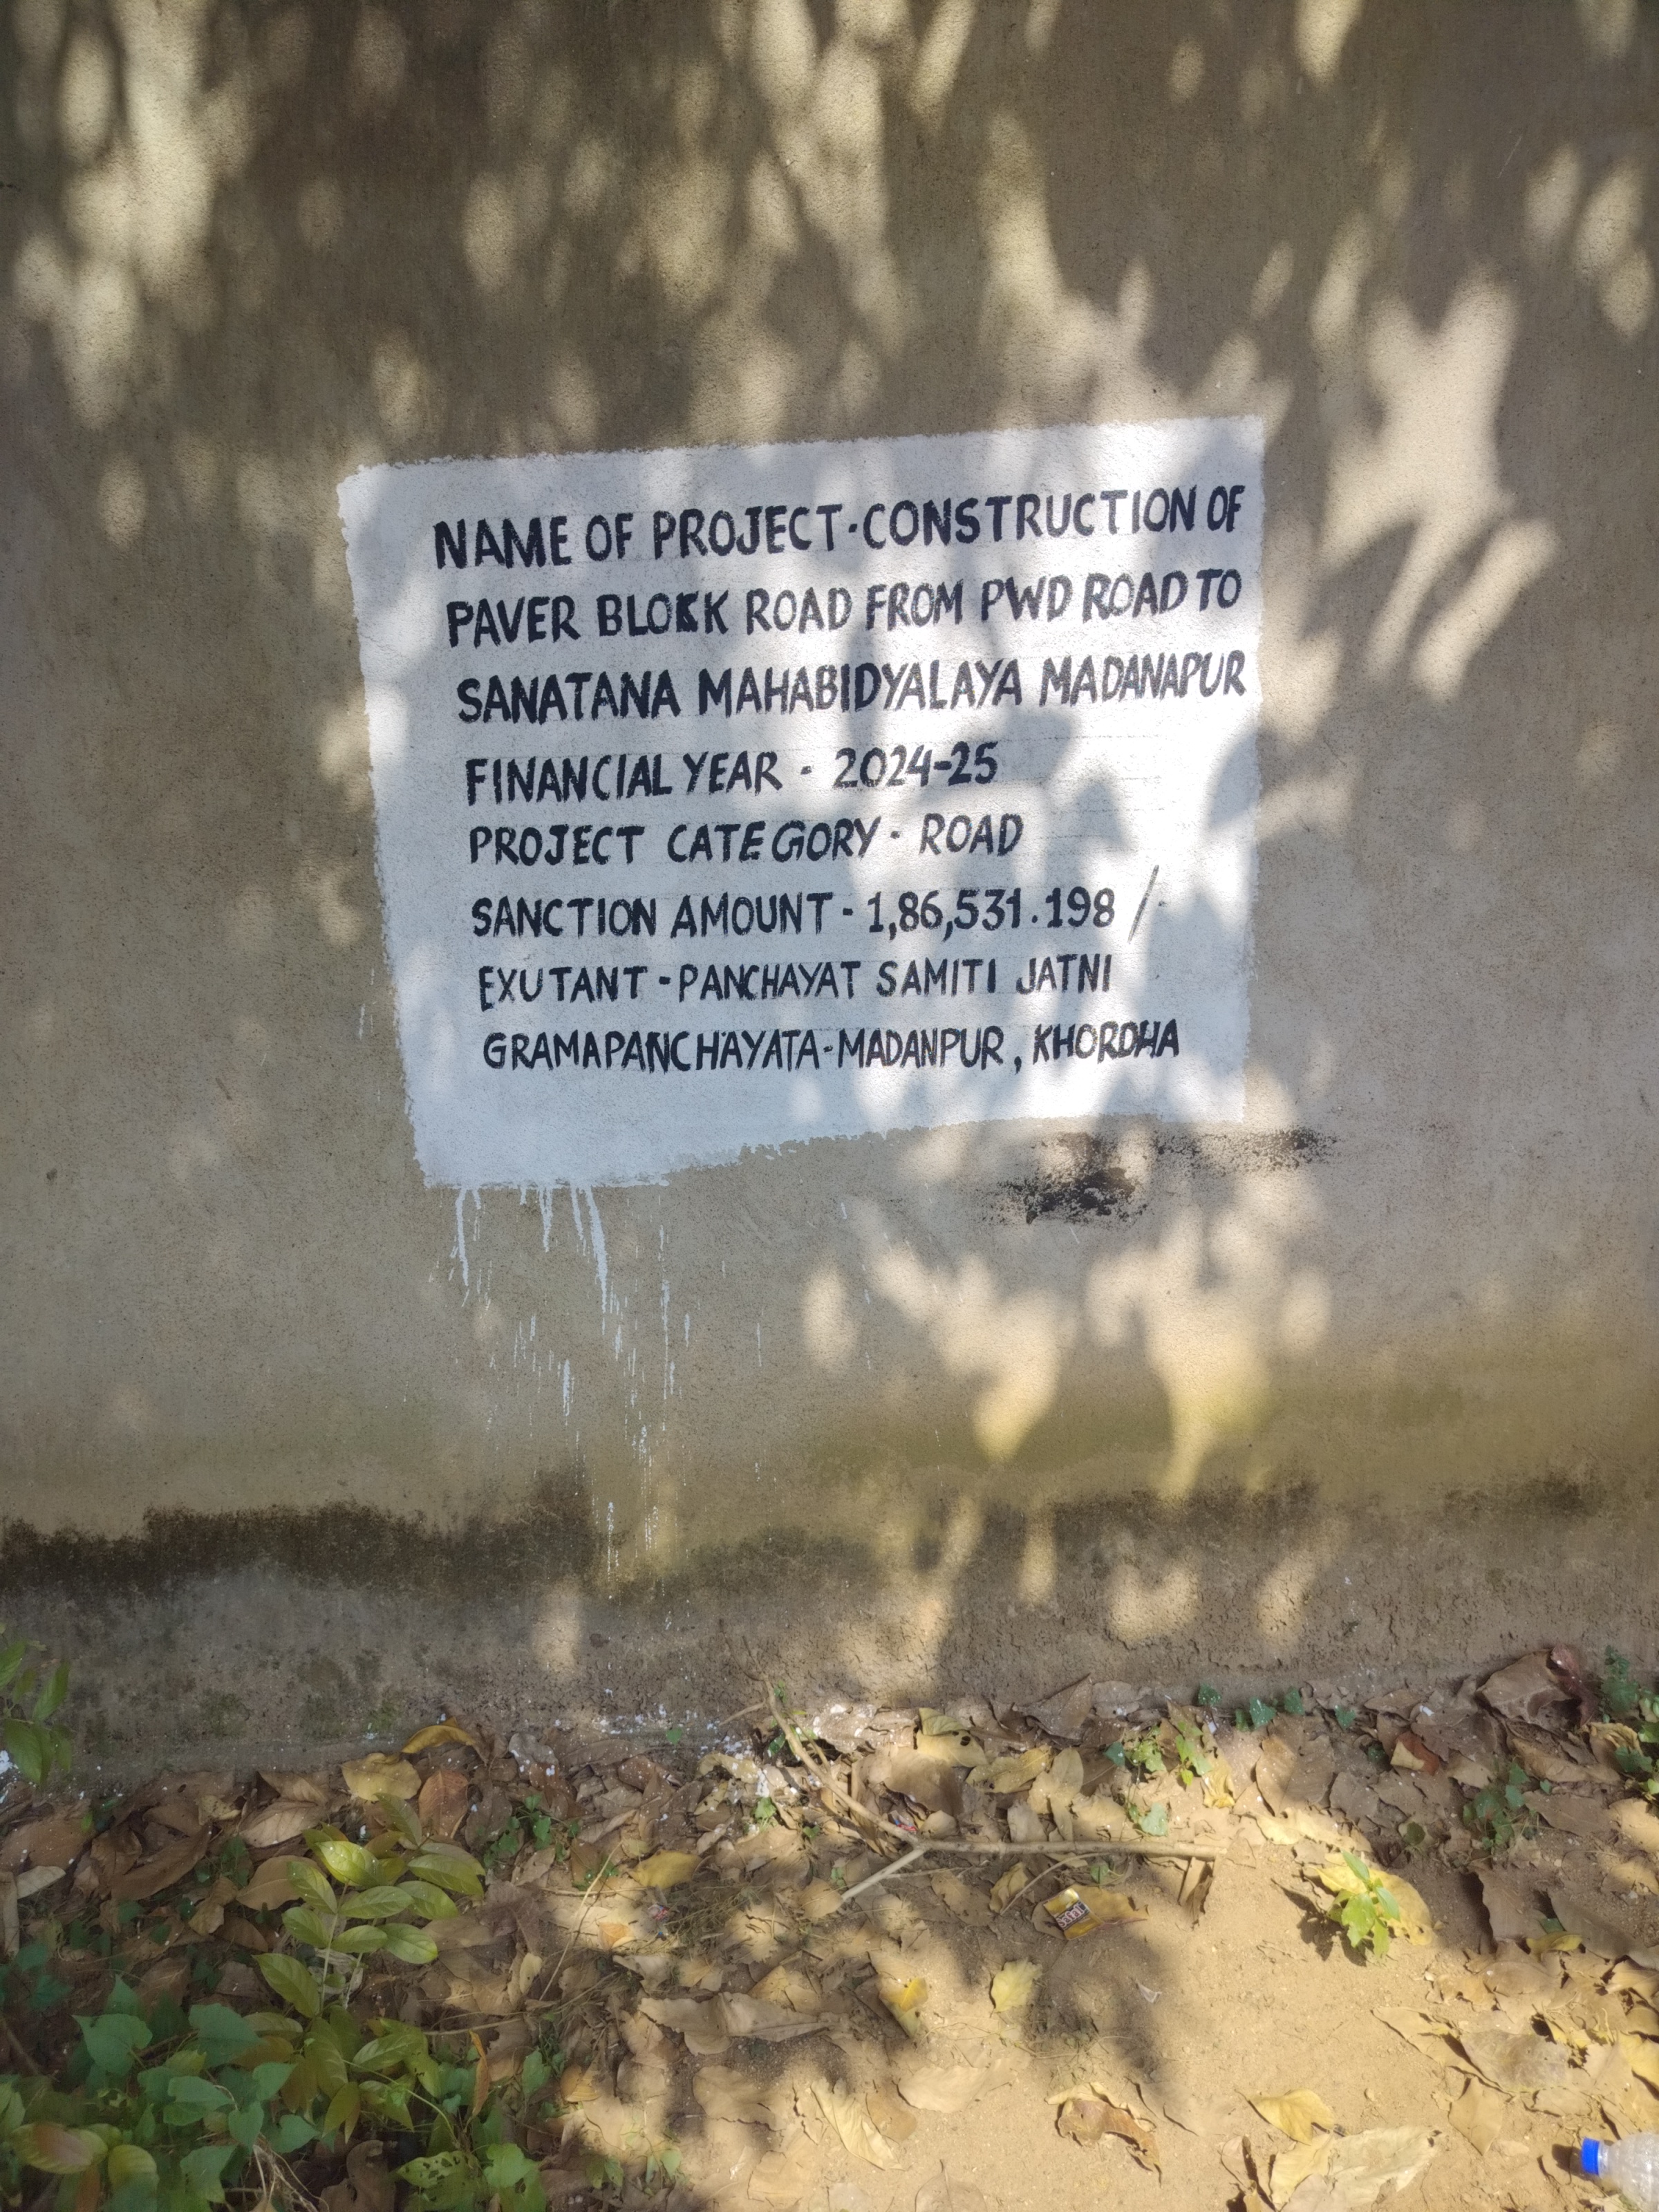 NAME OF PROJECT-CONSTRUCTION OF
PAVER BLOKK ROAD FROM PWD ROAD TO
SANATANA MAHABIDYALAYA MADANAPUR
FINANCIAL YEAR - 2024-25
PROJECT CATEGORY - ROAD
SANCTION AMOUNT - 1,86,531.198/-
EXUTANT - PANCHAYAT SAMITI JATNI
GRAMAPANCHAYATA-MADANPUR, KHORDHA